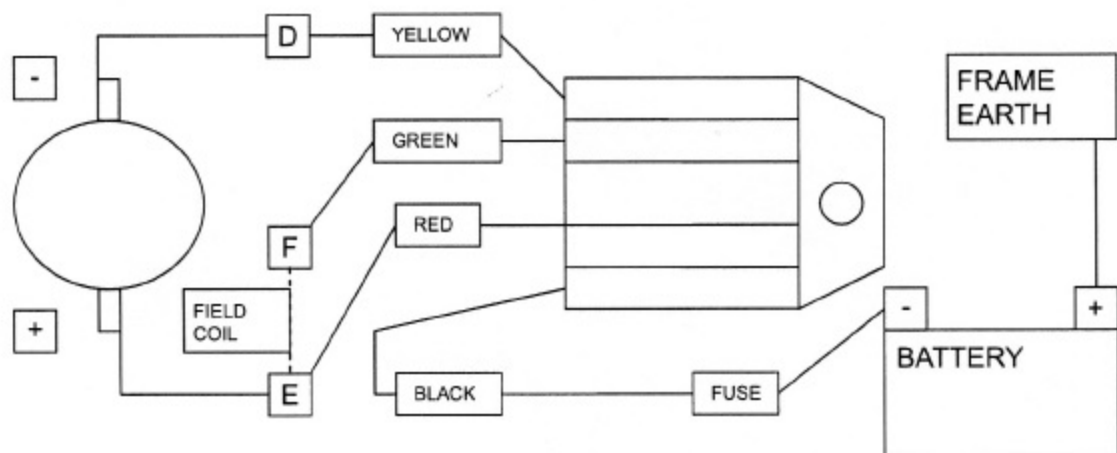 D
YELLOW
-
FRAME
EARTH
GREEN
F
RED
FIELD
COIL
+
-
+
BATTERY
E
BLACK
FUSE